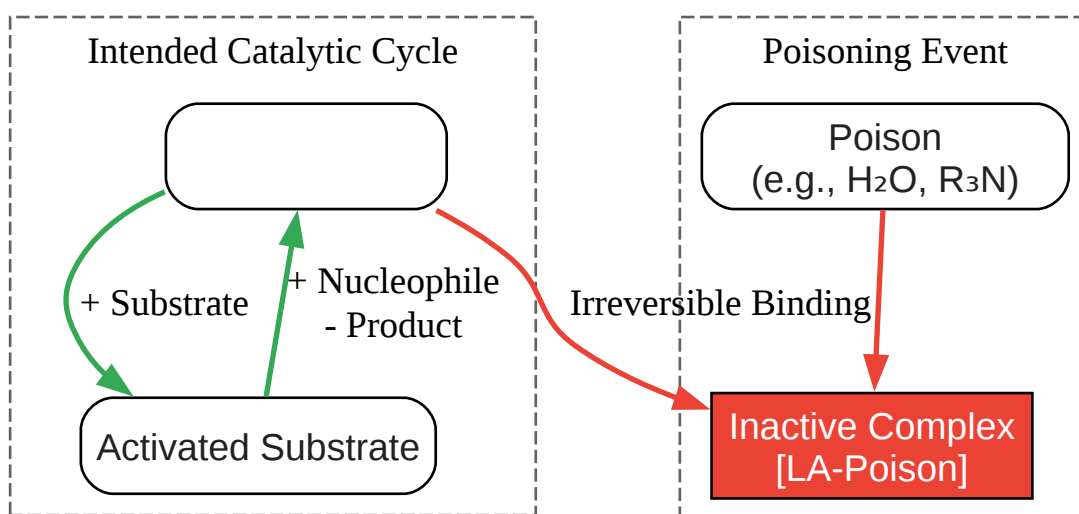 Intended Catalytic Cycle
+ Substrate
+ Nucleophile
- Product
Activated Substrate
Poisoning Event
Poison
(e.g., H₂O, R₃N)
Irreversible Binding
Inactive Complex
[LA-Poison]